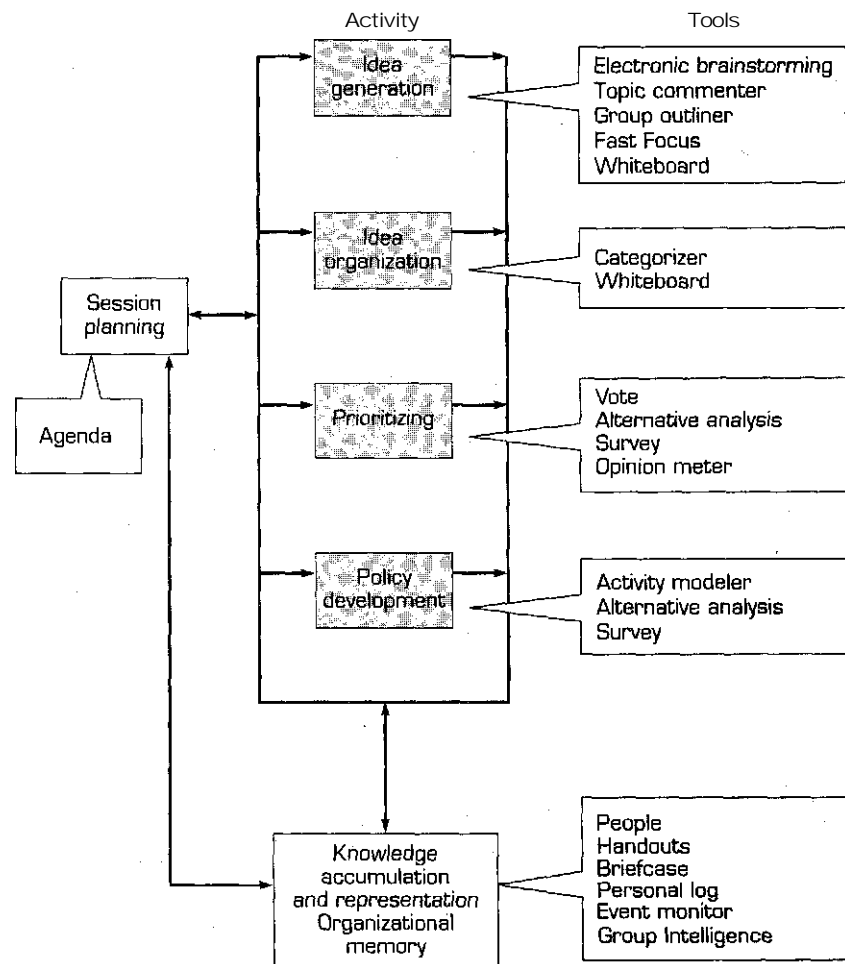 Activity
Tools
Idea
generation
Electronic brainstorming
Topic commenter
Group outliner
Fast Focus
Whiteboard
Idea
organization
Categorizer
Whiteboard
Session
planning
Agenda
Prioritizing
Vote
Alternative analysis
Survey
Opinion meter
Policy
development
Activity modeler
Alternative analysis
Survey
Knowledge
accumulation
and representation
Organizational
memory
People
Handouts
Briefcase
Personal log
Event monitor
Group Intelligence